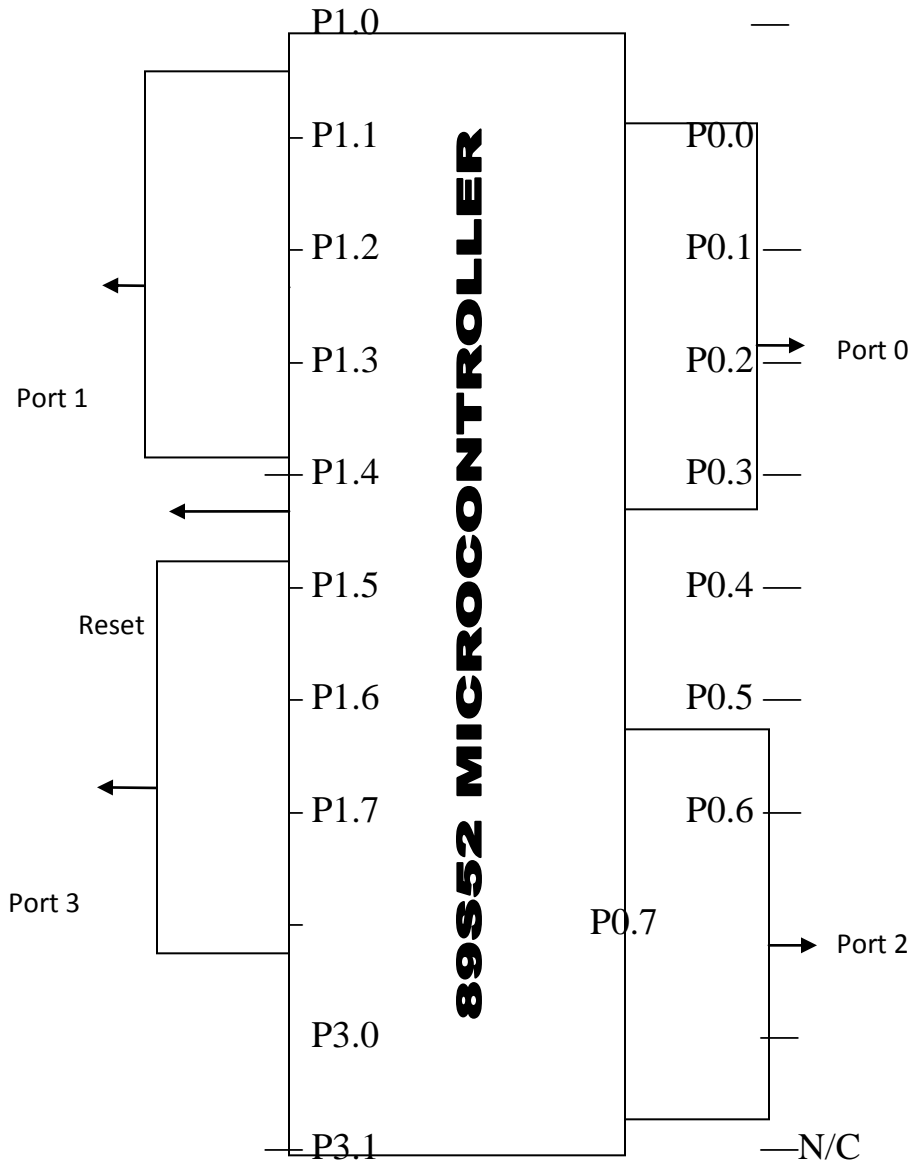 P1.0
P1.1 P0.0
P1.2 P0.1
P1.3 P0.2 Port 0
Port 1
P1.4 P0.3
P1.5 P0.4
Reset
P1.6 P0.5
P1.7 P0.6
Port 3
P0.7
Port 2
P3.0
P3.1 N/C
89S52 MICROCONTROLLER